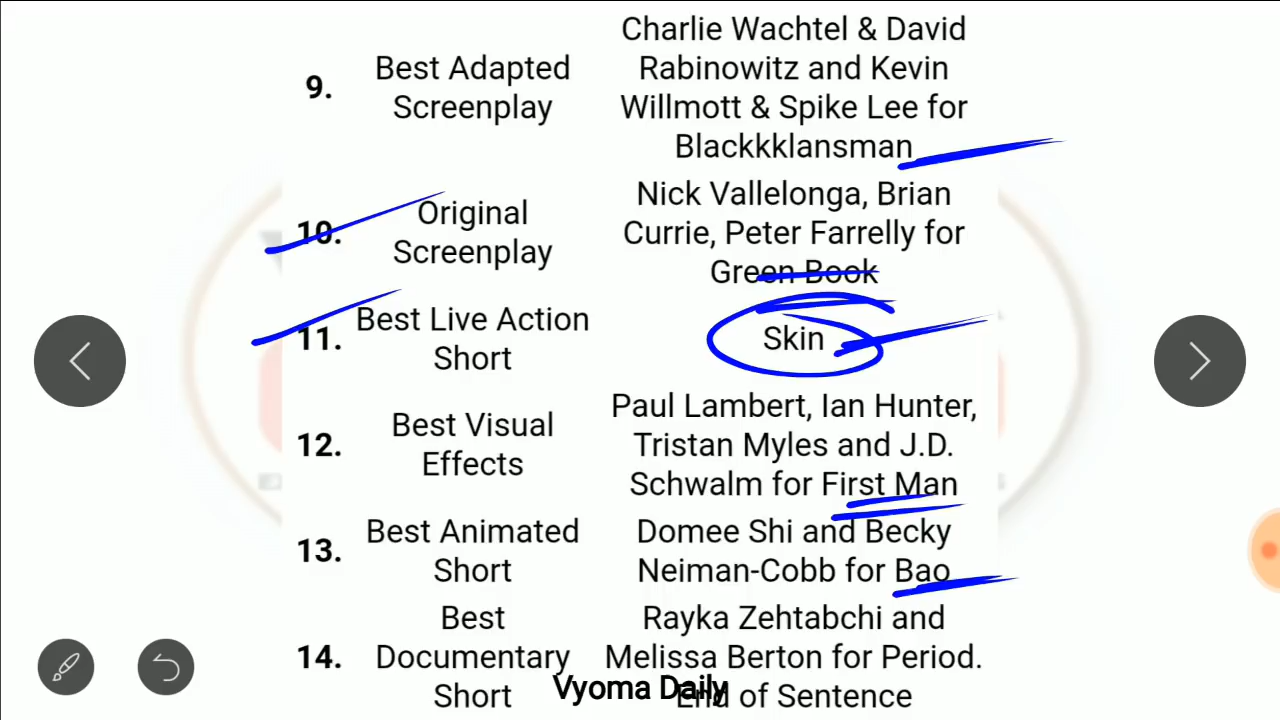 Charlie Wachtel & David
9. Best Adapted Rabinowitz and Kevin
Screenplay Willmott & Spike Lee for
Blackkklansman
Nick Vallelonga, Brian
10. Original Currie, Peter Farrelly for
Screenplay Green Book
11. Best Live Action Skin
Short
Paul Lambert, Ian Hunter,
12. Best Visual Tristan Myles and J.D.
Effects Schwalm for First Man
13. Best Animated Domee Shi and Becky
Short Neiman-Cobb for Bao
Best Rayka Zehtabchi and
14. Documentary Melissa Berton for Period.
Short End of Sentence
Vyoma Daily